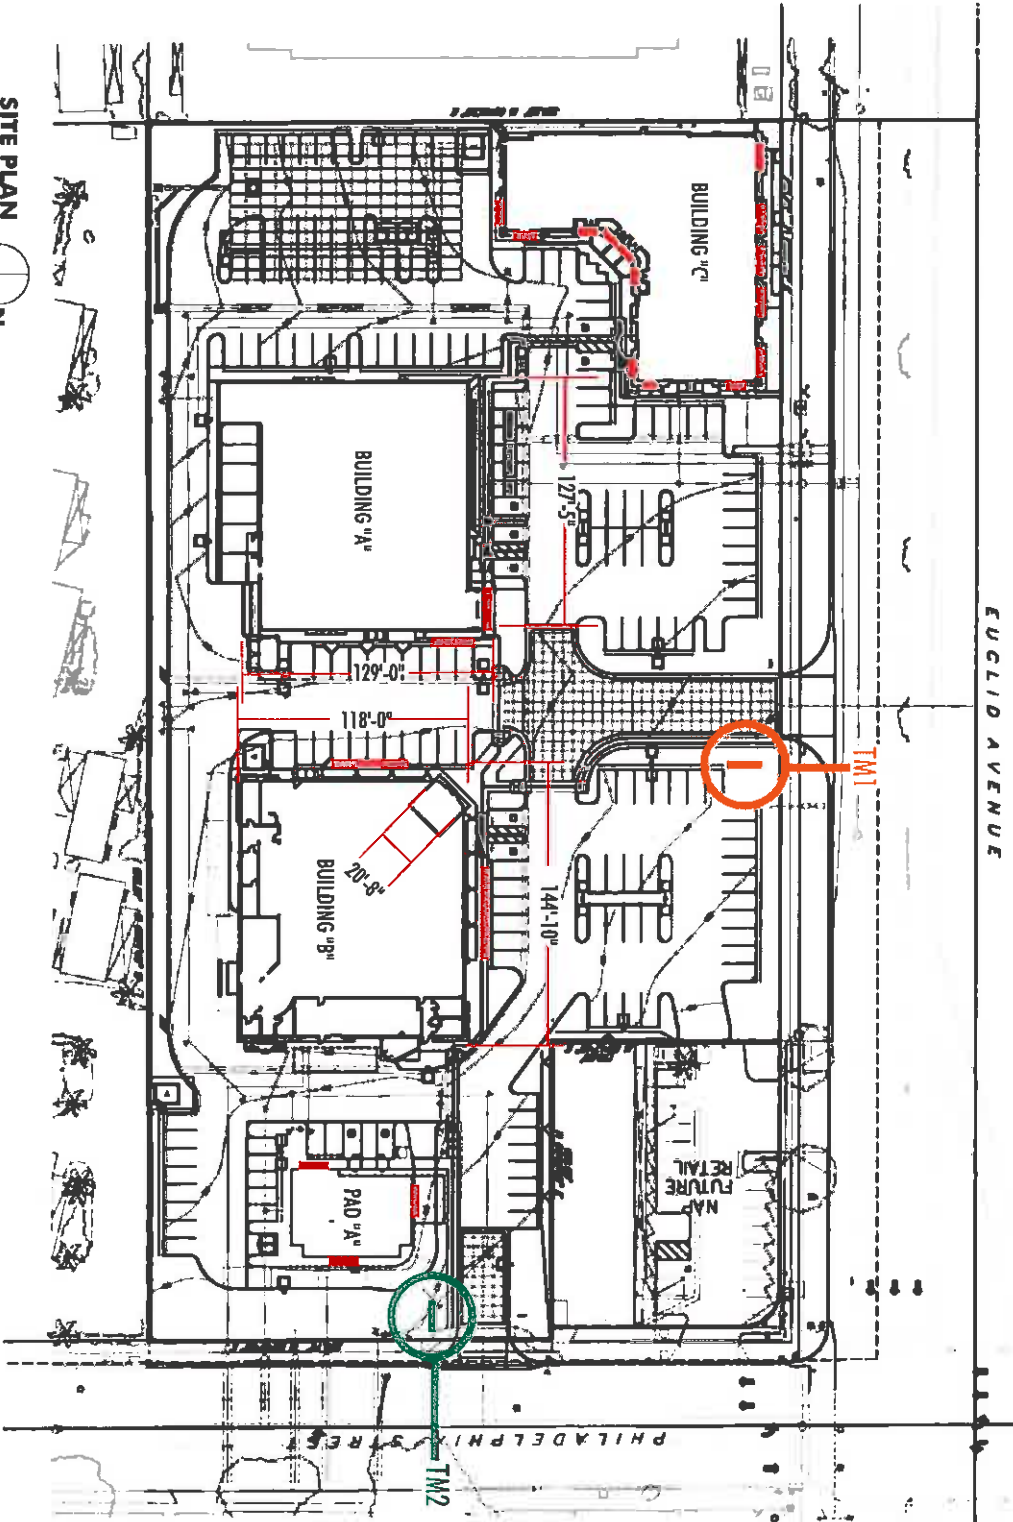 SITE PLAN
N
BUILDING "C"
EUCLID AVENUE
BUILDING "A"
127'-5"
129'-0"
118'-0"
TM1
20'-8"
BUILDING "B"
144'-10"
NAP
FUTURE
RETAIL
PAD "A"
PHILADELPHIA STREET
TM2